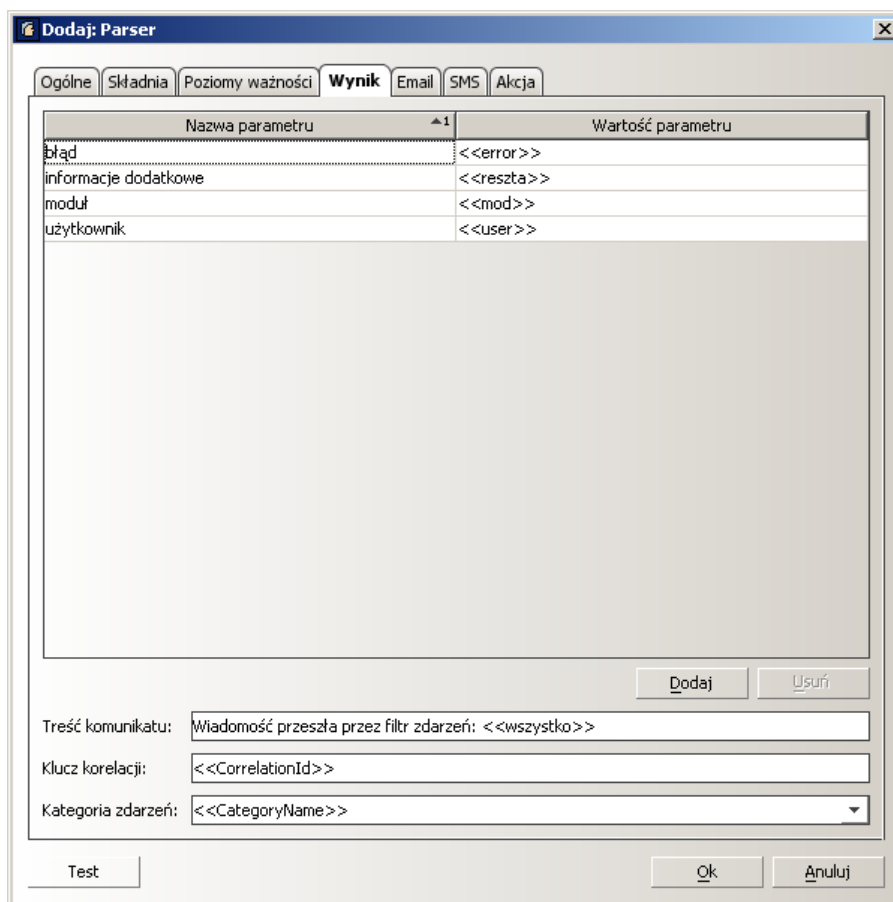 Dodaj: Parser
Ogólne Składnia Poziomy ważności Wynik Email SMS Akcja
Nazwa parametru 1 Wartość parametru
błąd <<error>>
informacje dodatkowe <<reszta>>
moduł <<mod>>
użytkownik <<user>>
Dodaj Usuń
Treść komunikatu: Wiadomość przeszła przez filtr zdarzeń: <<wszystko>>
Klucz korelacji: <<CorrelationId>>
Kategoria zdarzeń: <<CategoryName>>
Test Ok Anuluj